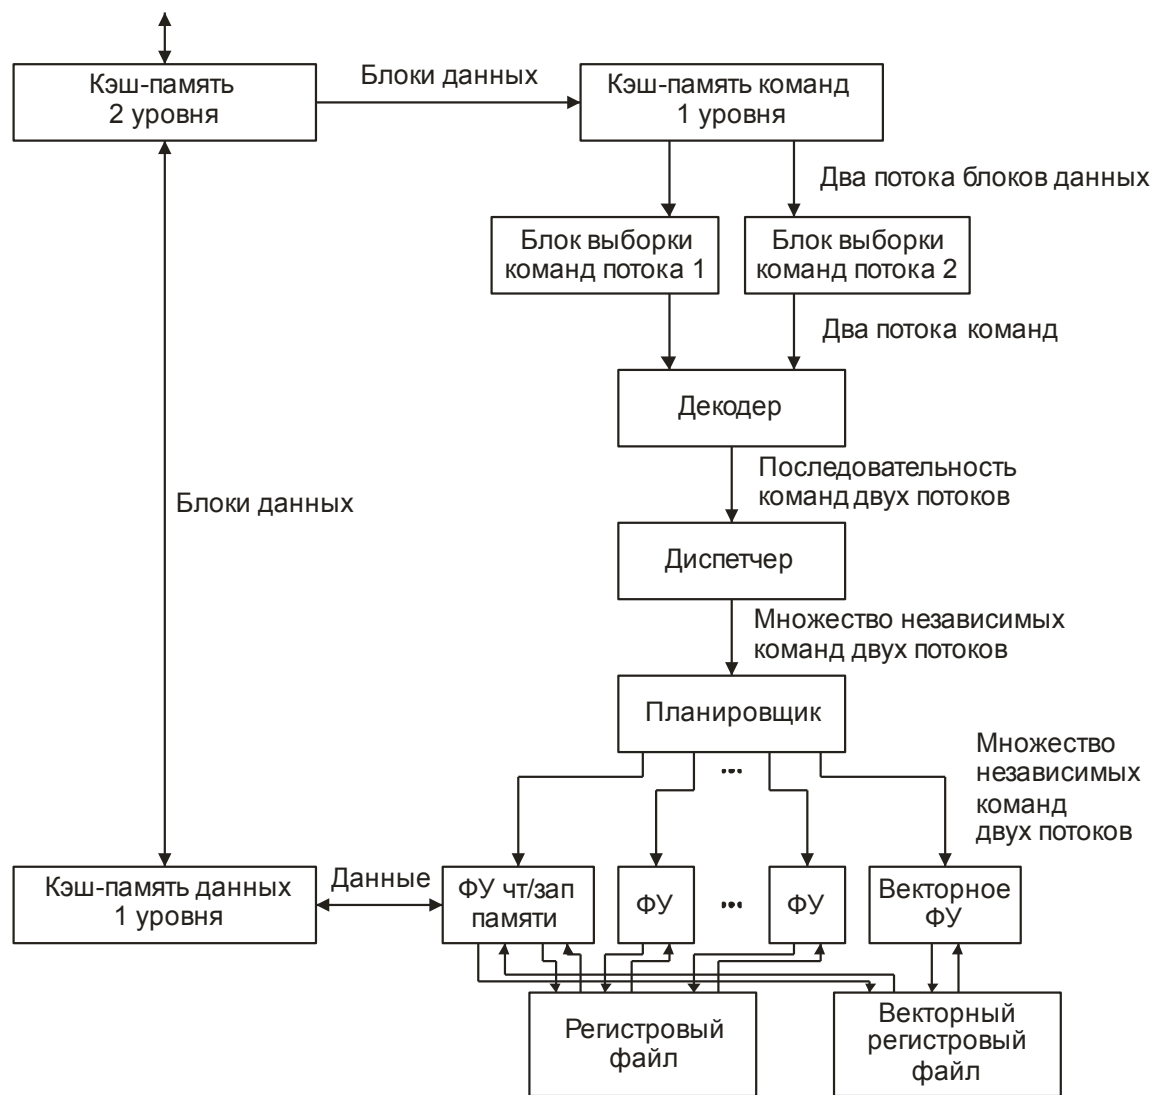 Кэш-память
2 уровня
Блоки данных
Кэш-память команд
1 уровня
Два потока блоков данных
Блок выборки
команд потока 1
Блок выборки
команд потока 2
Два потока команд
Декодер
Последовательность
команд двух потоков
Блоки данных
Диспетчер
Множество независимых
команд двух потоков
Планировщик
...
Множество
независимых
команд
двух потоков
Кэш-память данных
1 уровня
Данные
ФУ чт/зап
памяти
ФУ
...
ФУ
Векторное
ФУ
Регистровый
файл
Векторный
регистровый
файл